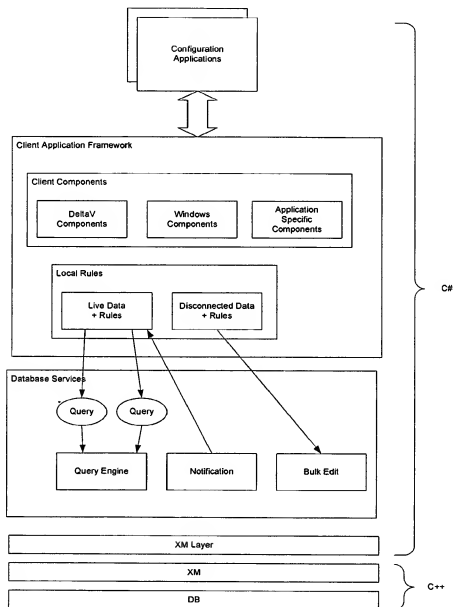 Configuration
Applications
Client Application Framework
Client Components
DeltaV
Components
Windows
Components
Application
Specific
Components
Local Rules
Live Data
+ Rules
Disconnected Data
+ Rules
C#
Database Services
Query
Query
Query Engine
Notification
Bulk Edit
XM Layer
XM
C++
DB